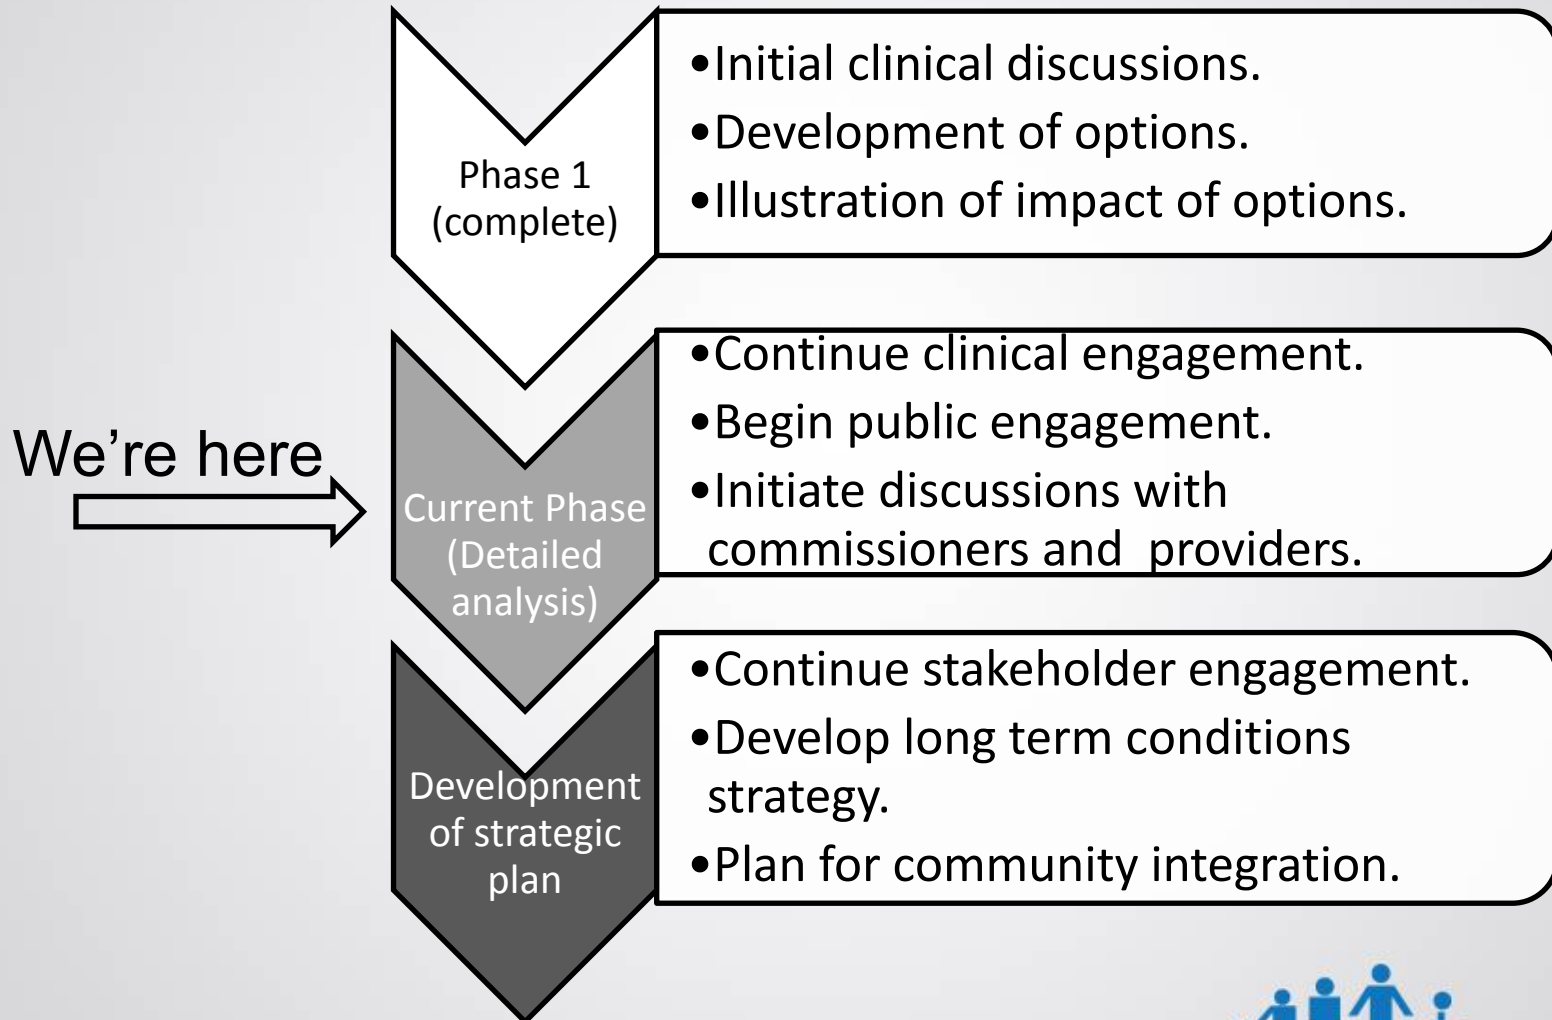 Phase 1
(complete)
•Initial clinical discussions.
•Development of options.
•Illustration of impact of options.
We're here
Current Phase
(Detailed
analysis)
•Continue clinical engagement.
•Begin public engagement.
•Initiate discussions with
commissioners and  providers.
Development
of strategic
plan
•Continue stakeholder engagement.
•Develop long term conditions
strategy.
•Plan for community integration.